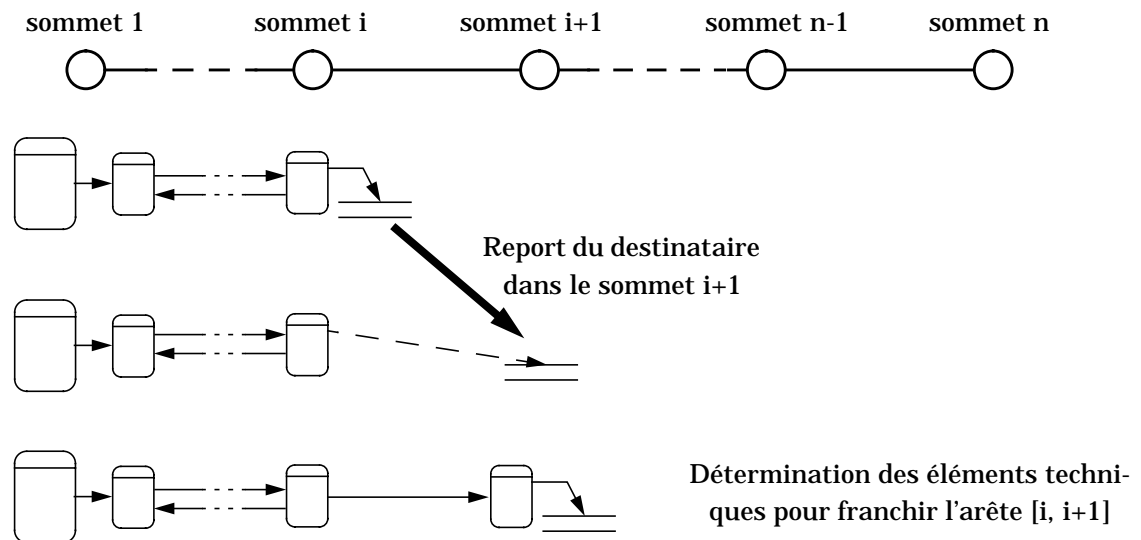 sommet 1
sommet i
sommet i+1
sommet n-1
sommet n
Report du destinataire
dans le sommet i+1
Détermination des éléments techni-
ques pour franchir l'arête [i, i+1]